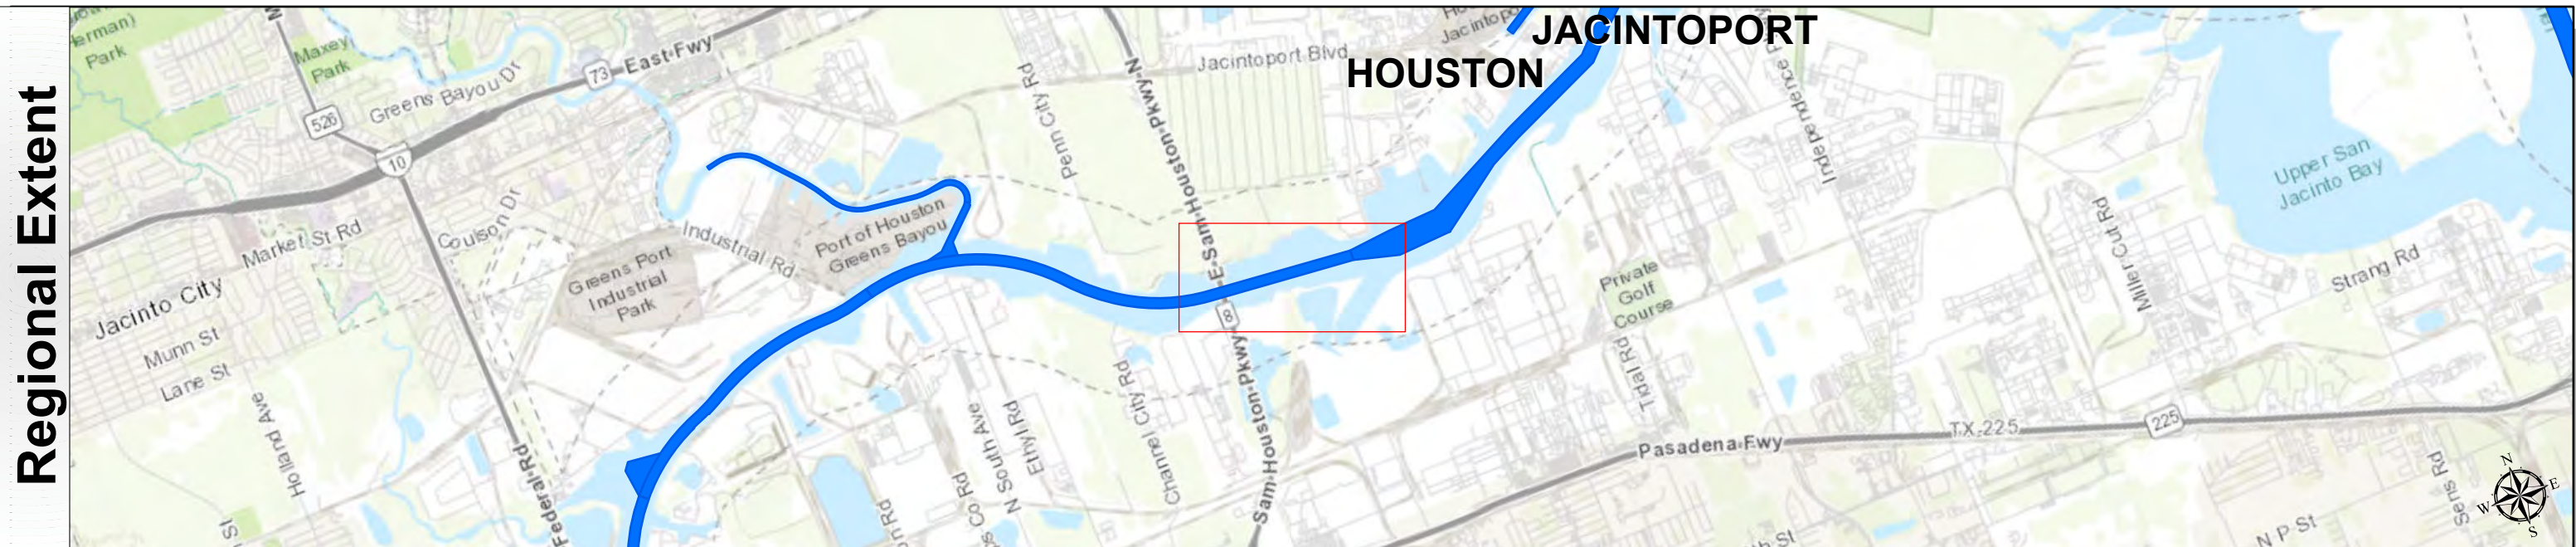 Regional Extent
JACINTOPORT
HOUSTON
Park
Maxey
Park
526
10
73
East Fwy
Greens Bayou Dr
Market St Rd
Coulson Dr
Jacinto City
Munn St
Lane St
Holland Ave
St
Federal Rd
Greens Port
Industrial
Park
Industrial Rd
Port of Houston
Greens Bayou
Penn City Rd
Jacintoport Blvd
Sam-Houston-Pkwy-N
E-Sam-Houston-Pkwy
8
Sam-Houston-Pkwy
Channel City Rd
Ethyl Rd
N South Ave
Co Rd
Private
Golf
Course
Tidal Rd
Independence
Pasadena Fwy
TX-225
225
Miller Cut Rd
Strang Rd
Upper San
Jacinto Bay
Sens Rd
N P St
N
E
S
W